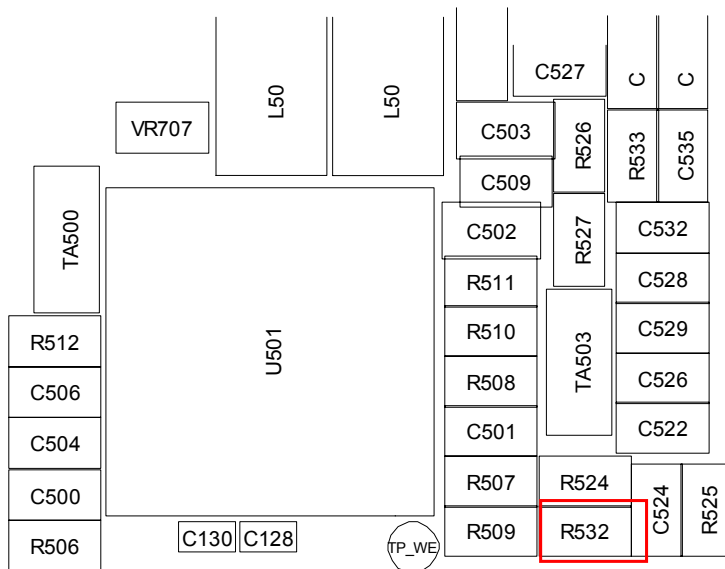 C527
C
C
L50
L50
VR707
C503
R526
R533
C535
C509
TA500
C502
R527
C532
R511
C528
R512
U501
R510
TA503
C529
C506
R508
C526
C504
C501
C522
C500
R507
R524
C524
R525
R506
C130
C128
TP_WE
R509
R532